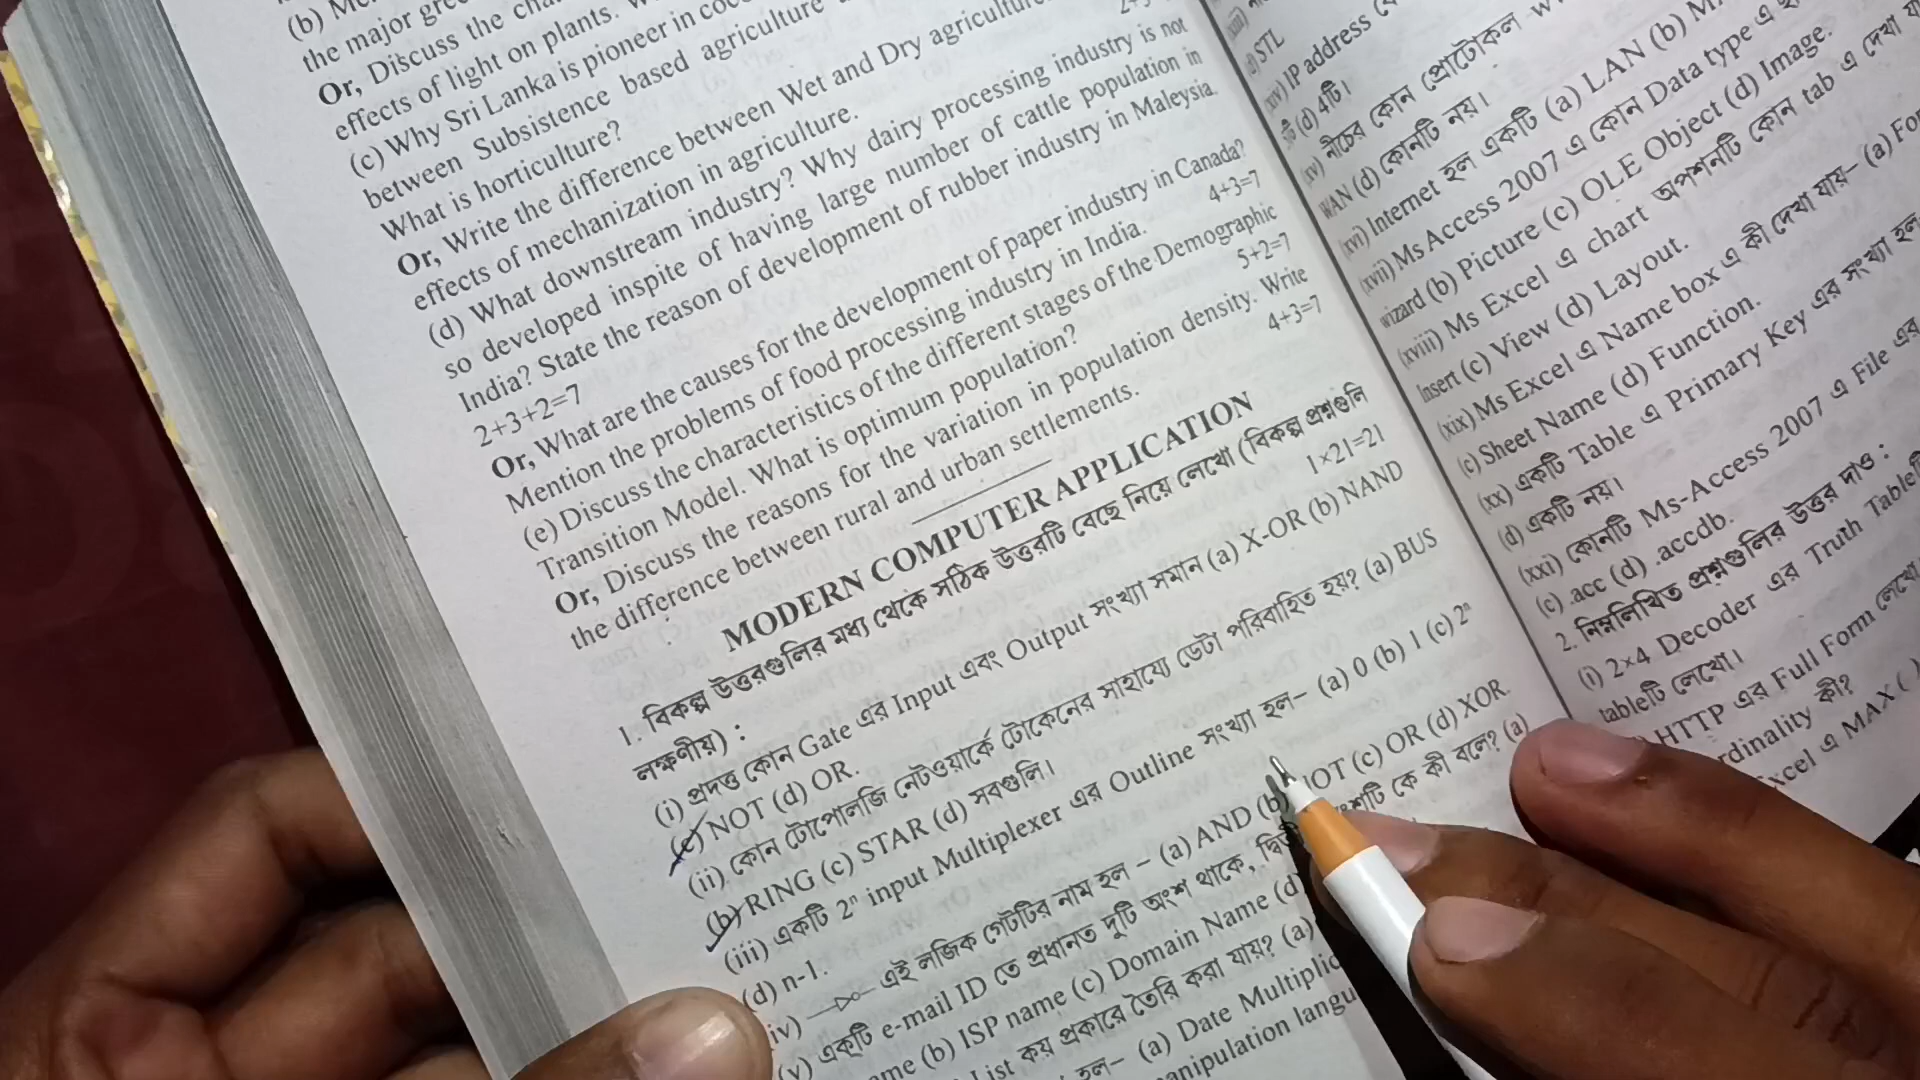 the major
Or, Discuss the
effects of light on plants.
(c) Why Sri Lanka is pioneer in
between Subsistence based agriculture
What is horticulture?
Or, Write the difference between Wet and Dry
effects of mechanization in agriculture.
(d) What downstream industry? Why dairy processing industry is not
so developed inspite of having large number of cattle population in
India? State the reason of development of rubber industry in Maleysia.
2+3+2=7
Or, What are the causes for the development of paper industry in Canada?
Mention the problems of food processing industry in India. 4+3=7
(e) Discuss the characteristics of the different stages of the Demographic
Transition Model. What is optimum population? 5+2=7
Or, Discuss the reasons for the variation in population density. Write
the difference between rural and urban settlements. 4+3=7
MODERN COMPUTER APPLICATION
1. বিকল্প উত্তরগুলির মধ্য থেকে সঠিক উত্তরটি বেছে নিয়ে লেখো (বিকল্প প্রশ্নগুলি
লক্ষণীয়) : 1×21=21
(i) প্রদত্ত কোন Gate এর Input এবং Output সংখ্যা সমান (a) X-OR (b) NAND
(c) NOT (d) OR.
(ii) কোন টোপোলজি নেটওয়ার্কে টোকেনের সাহায্যে ডেটা পরিবাহিত হয়? (a) BUS
(b) RING (c) STAR (d) সবগুলি।
(iii) একটি 2ⁿ input Multiplexer এর Outline সংখ্যা হল– (a) 0 (b) 1 (c) 2ⁿ
(d) n-1.
iv) এই লজিক গেটটির নাম হল – (a) AND (b) NOT (c) OR (d) XOR.
(v) একটি e-mail ID তে প্রধানত দুটি অংশ থাকে, কে কী বলে? (a)
(b) ISP name (c) Domain Name (d)
List কয় প্রকারে তৈরি করা যায়? (a)
হল– (a) Date
(d) STL
(xiv) IP address
টি (d) 4টি।
(xv) নীচের কোন প্রোটোকল
WAN (d) কোনটি নয়।
(xvi) Internet হল একটি (a) LAN (b)
(xvii) Ms Access 2007 এ কোন Data type এ
wizard (b) Picture (c) OLE Object (d) Image.
(xviii) Ms Excel এ chart অপশনটি কোন tab এ দেখা
Insert (c) View (d) Layout.
(xix) Ms Excel এ Name box এ কী দেখা যায়– (a)
(c) Sheet Name (d) Function.
(xx) একটি Table এ Primary Key এর সংখ্যা হল
(d) একটি নয়।
(xxi) কোনটি Ms-Access 2007 এ File এর
(c) .acc (d) .accdb.
2. নিম্নলিখিত প্রশ্নগুলির উত্তর দাও :
(i) 2×4 Decoder এর Truth
tableটি লেখো।
HTTP এর Full Form লেখো
কী?
এ MAX ( )